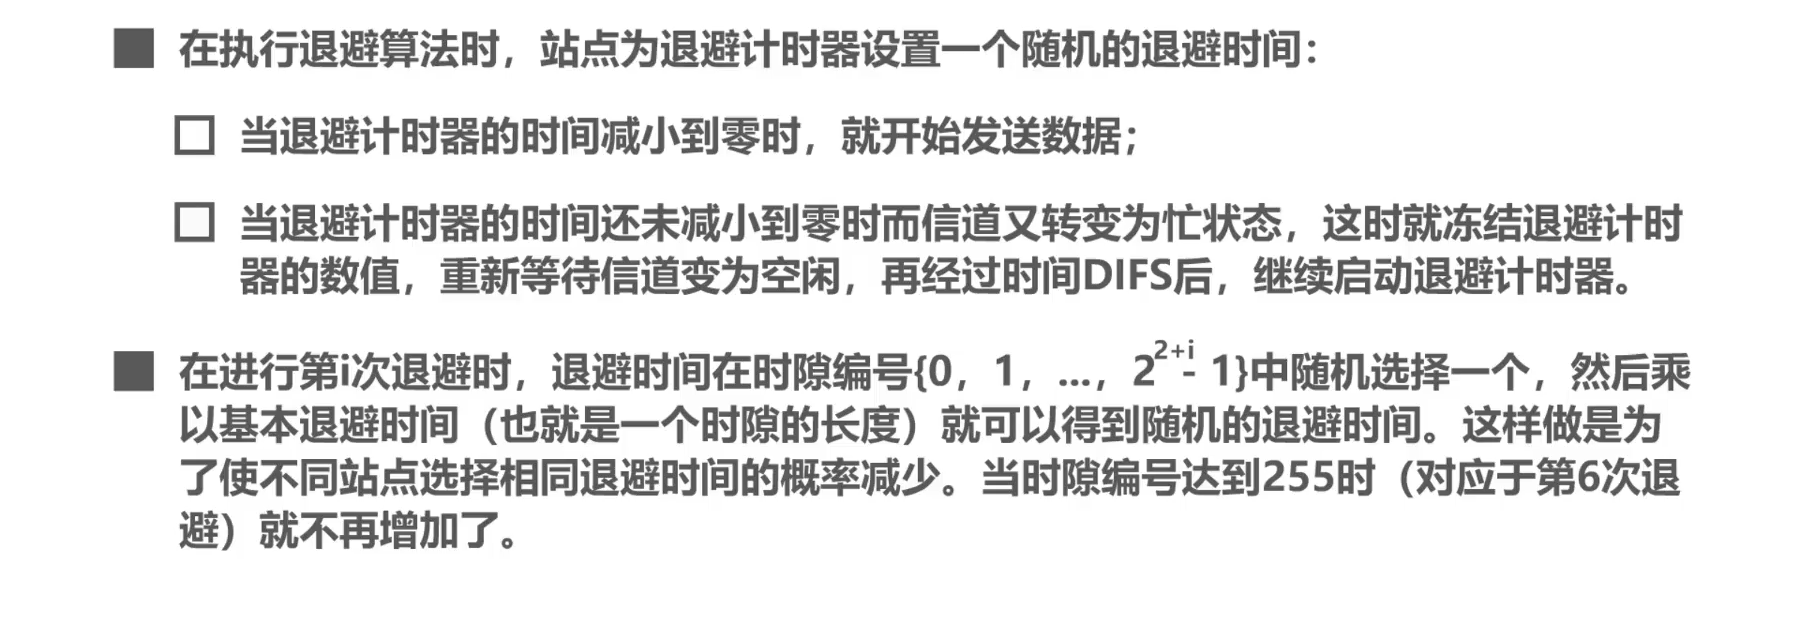 在执行退避算法时，站点为退避计时器设置一个随机的退避时间：
当退避计时器的时间减小到零时，就开始发送数据；
当退避计时器的时间还未减小到零时而信道又转变为忙状态，这时就冻结退避计时
器的数值，重新等待信道变为空闲，再经过时间DIFS后，继续启动退避计时器。
在进行第i次退避时，退避时间在时隙编号{0，1，...，2²⁺ⁱ- 1}中随机选择一个，然后乘
以基本退避时间（也就是一个时隙的长度）就可以得到随机的退避时间。这样做是为
了使不同站点选择相同退避时间的概率减少。当时隙编号达到255时（对应于第6次退
避）就不再增加了。